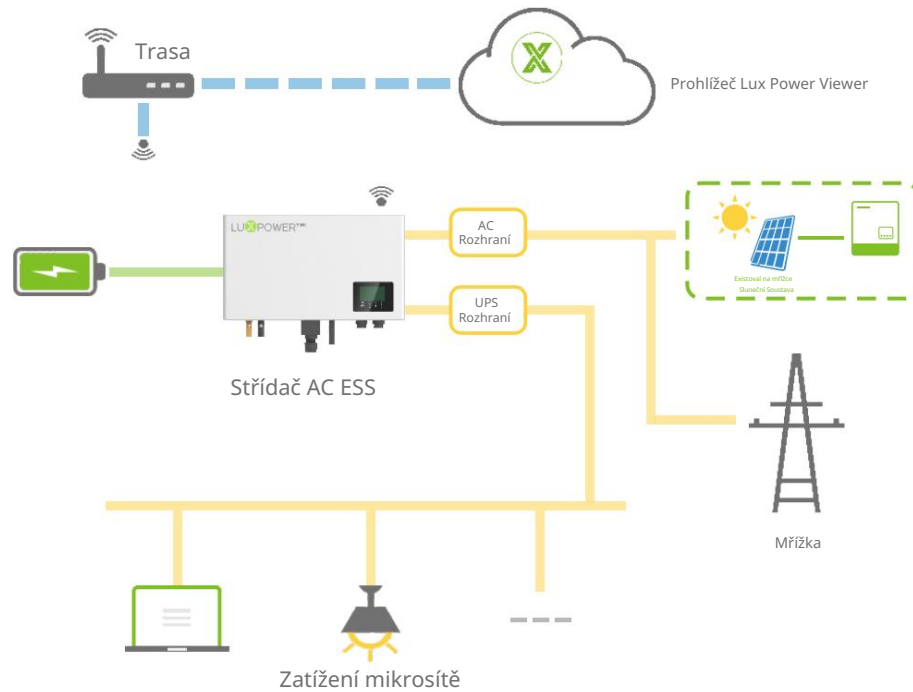 Trasa
Prohlížeč Lux Power Viewer
LUXPOWER
AC
Rozhraní
UPS
Rozhraní
Existoval na mřížce
Sluneční Soustava
Střídač AC ESS
Mřížka
Zatížení mikrosítě